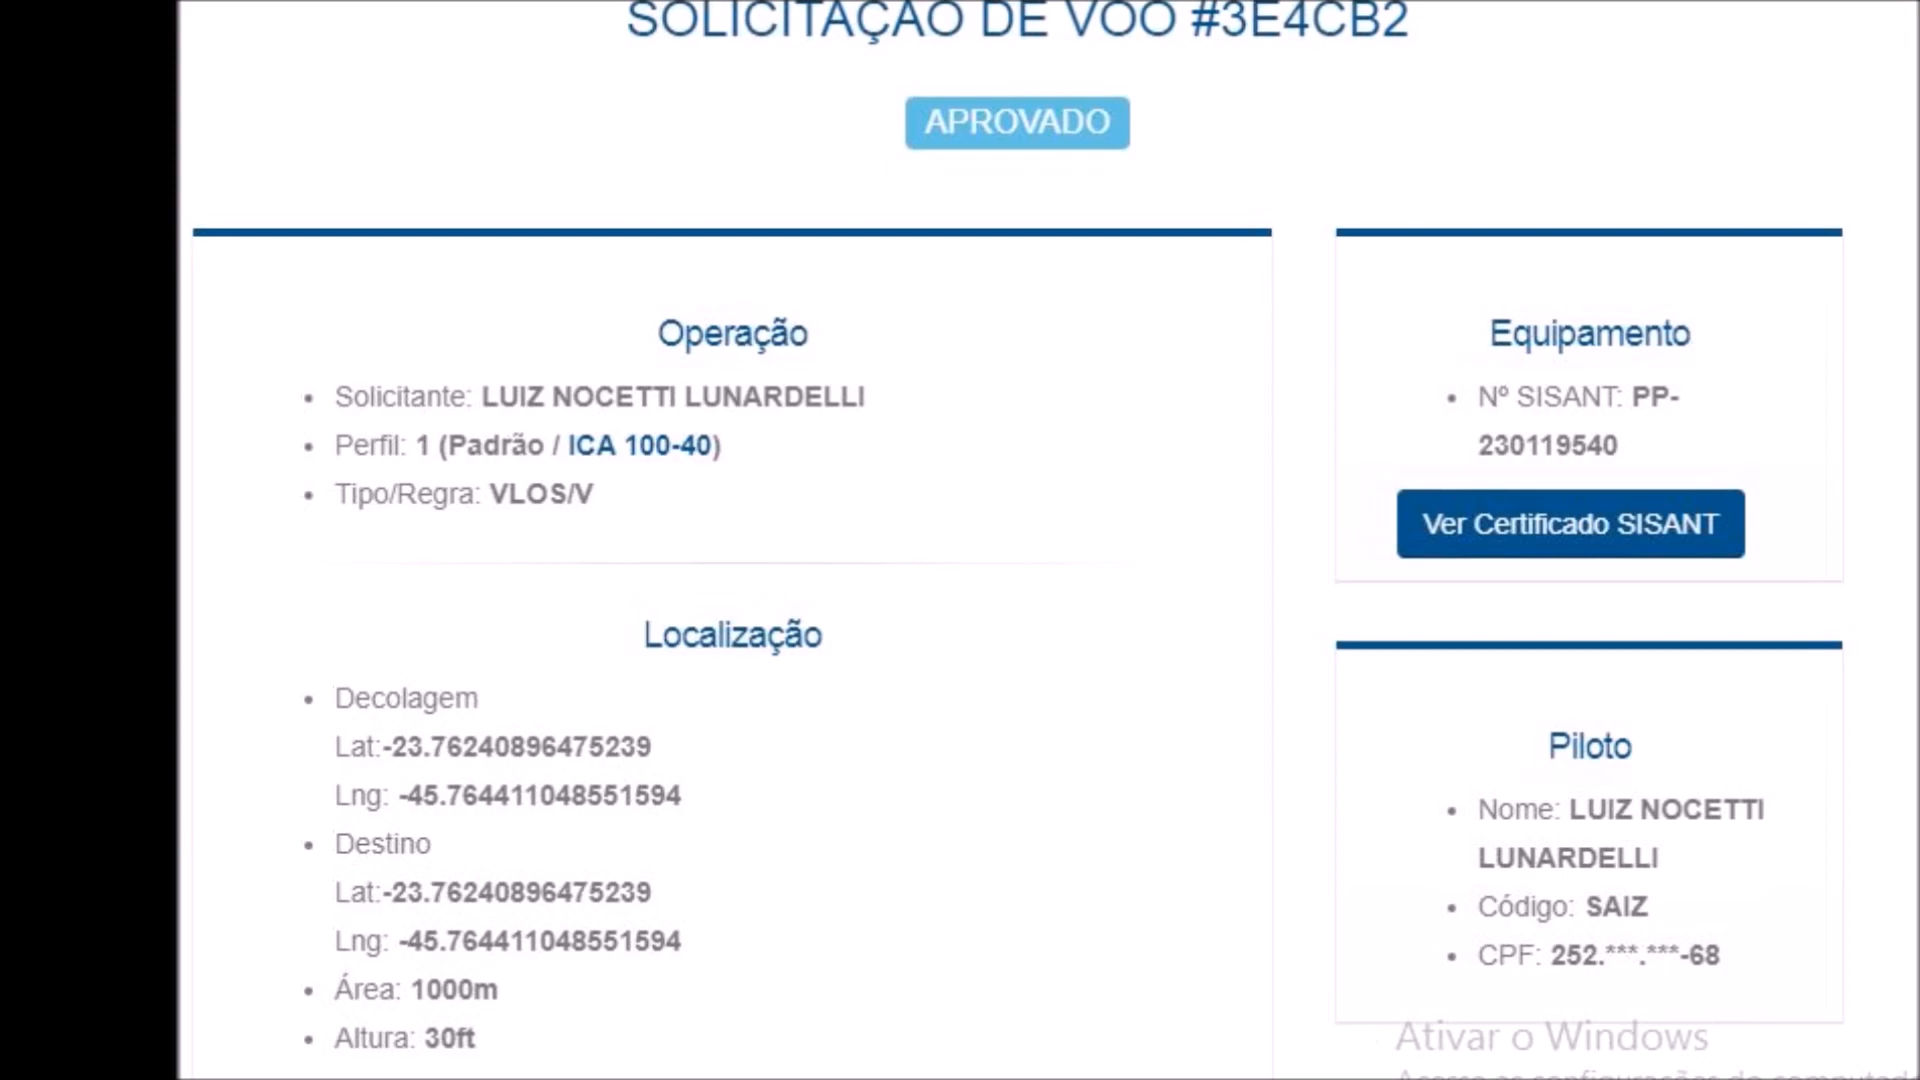 SOLICITAÇÃO DE VOO #3E4CB2
APROVADO
Operação
Solicitante: LUIZ NOCETTI LUNARDELLI
Perfil: 1 (Padrão / ICA 100-40)
Tipo/Regra: VLOS/V
Localização
Decolagem
Lat:-23.76240896475239
Lng: -45.764411048551594
Destino
Lat:-23.76240896475239
Lng: -45.764411048551594
Área: 1000m
Altura: 30ft
Equipamento
Nº SISANT: PP-
230119540
Ver Certificado SISANT
Piloto
Nome: LUIZ NOCETTI
LUNARDELLI
Código: SAIZ
CPF: 252.***.***-68
Ativar o Windows